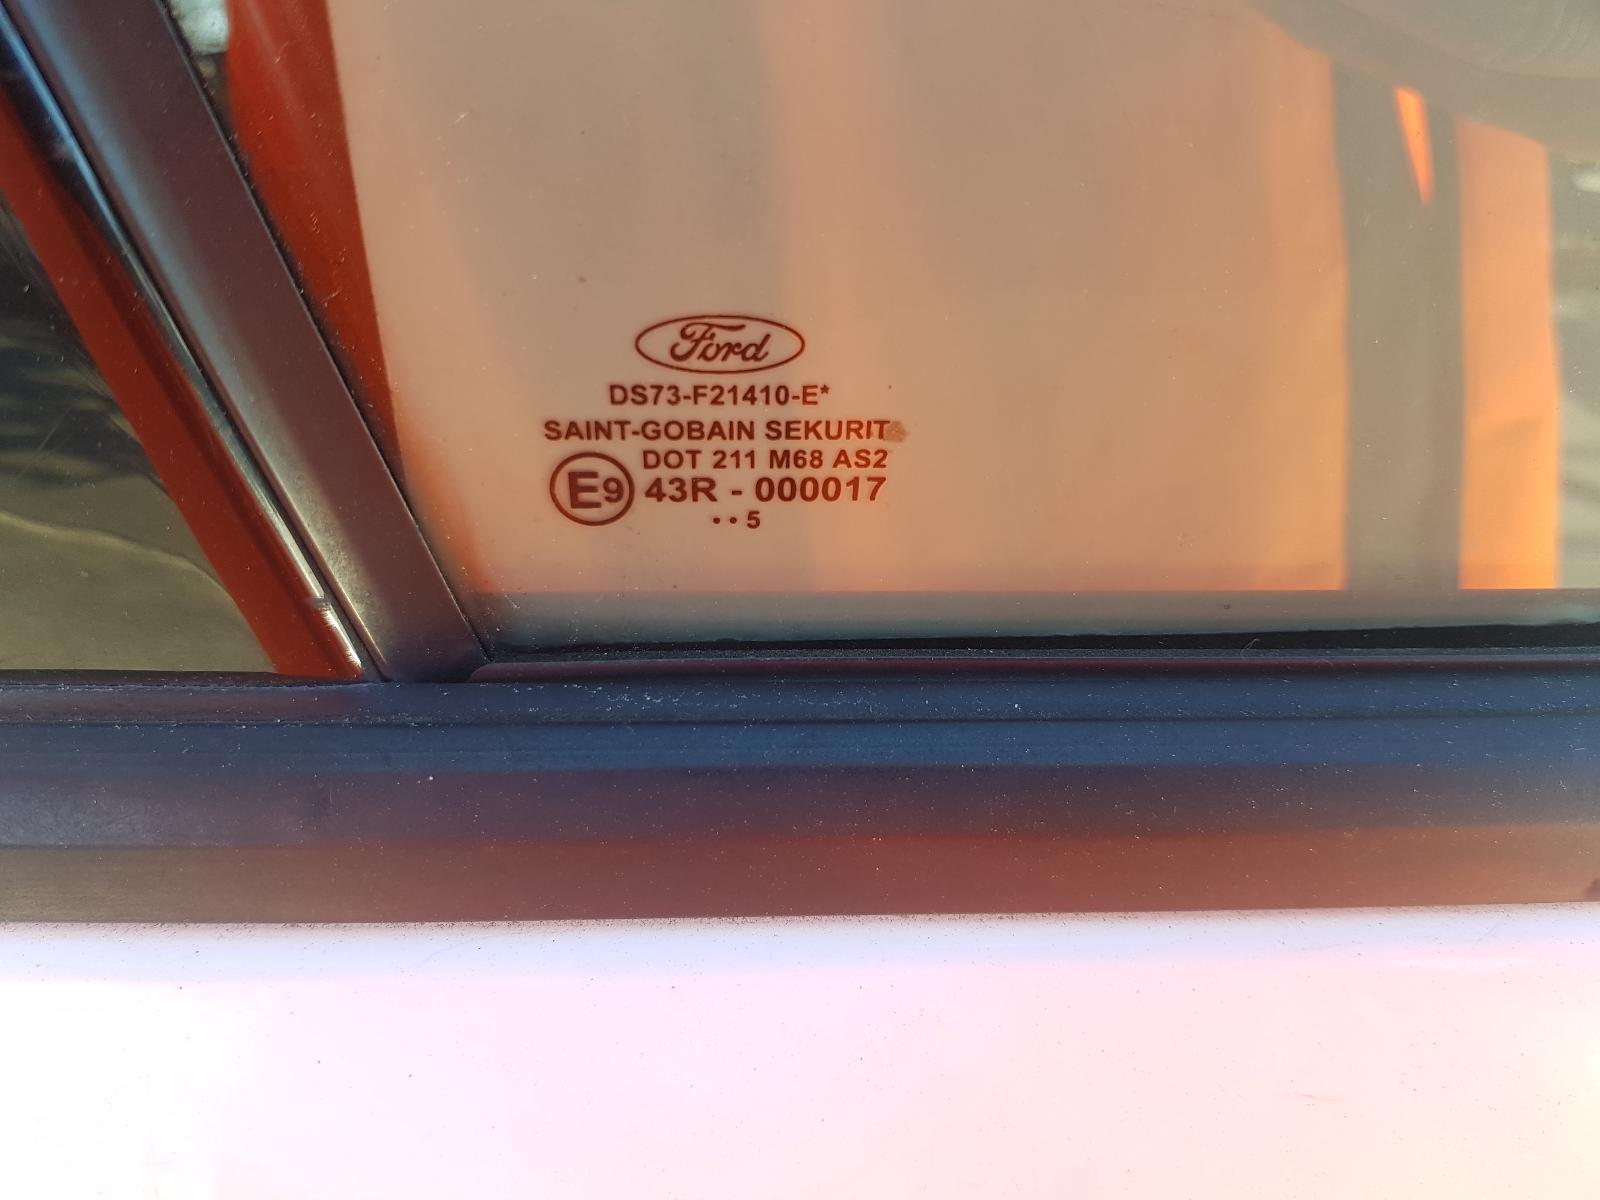 Ford
DS73-F21410-E*
SAINT-GOBAIN SEKURIT
DOT 211 M68 AS2
E9 43R - 000017
··5